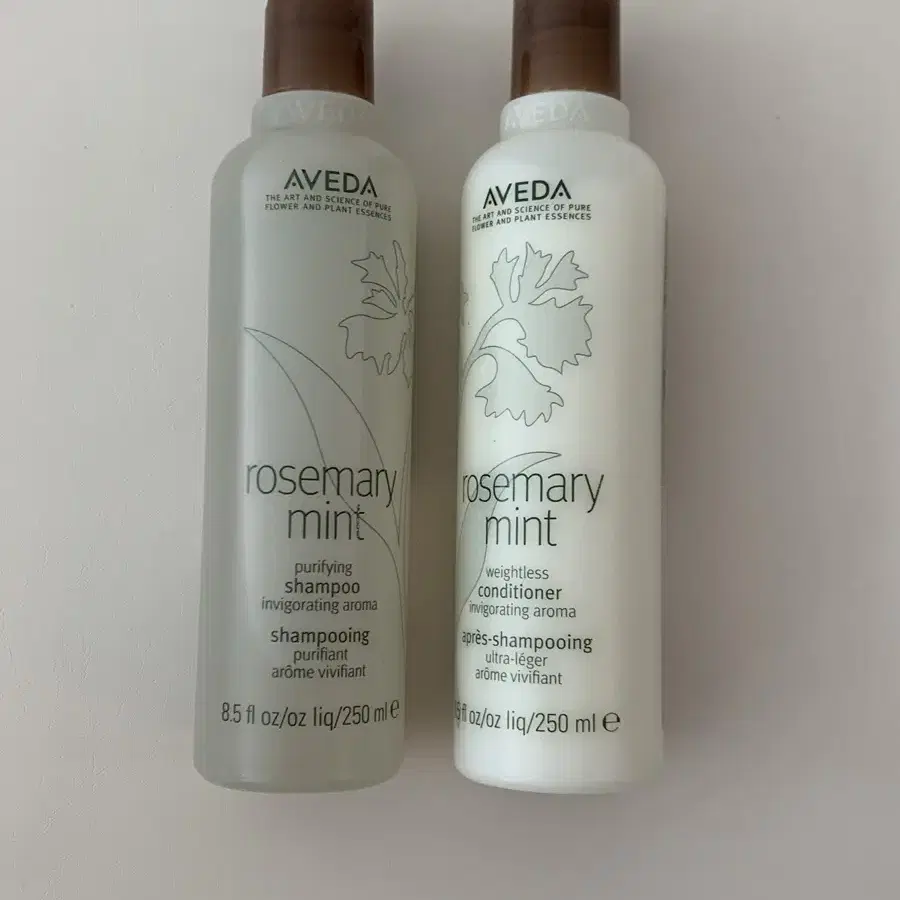 AVEDA
AVEDA
THE ART AND SCIENCE OF PURE
FLOWER AND PLANT ESSENCES
rosemary
mint
purifying
shampoo
invigorating aroma
shampooing
purifiant
arôme vivifiant
8.5 fl oz/oz liq/250 ml e
AVEDA
AVEDA
THE ART AND SCIENCE OF PURE
FLOWER AND PLANT ESSENCES
rosemary
mint
weightless
conditioner
invigorating aroma
après-shampooing
ultra-léger
arôme vivifiant
fl oz/oz liq/250 ml e